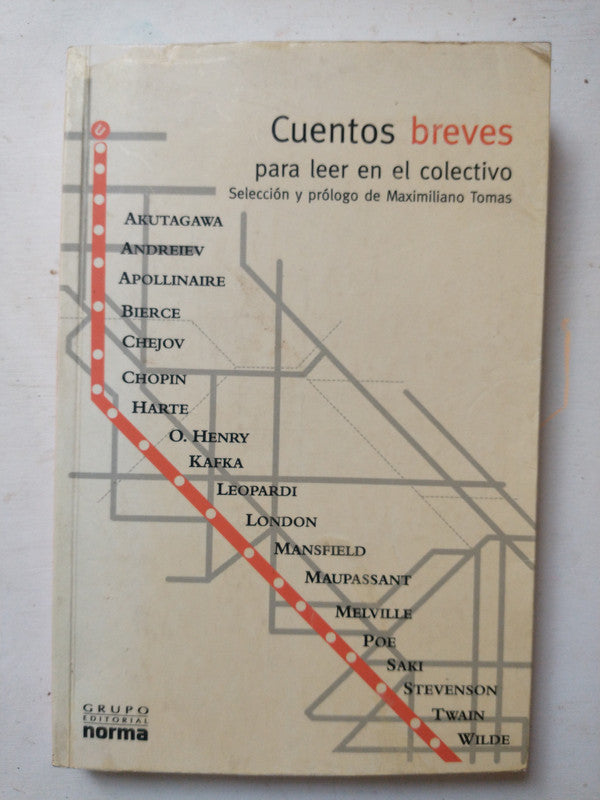 Cuentos breves
para leer en el colectivo
Selección y prólogo de Maximiliano Tomas
U
AKUTAGAWA
ANDREIEV
APOLLINAIRE
BIERCE
CHEJOV
CHOPIN
HARTE
O. HENRY
KAFKA
LEOPARDI
LONDON
MANSFIELD
MAUPASSANT
MELVILLE
POE
SAKI
STEVENSON
TWAIN
WILDE
GRUPO
EDITORIAL
norma